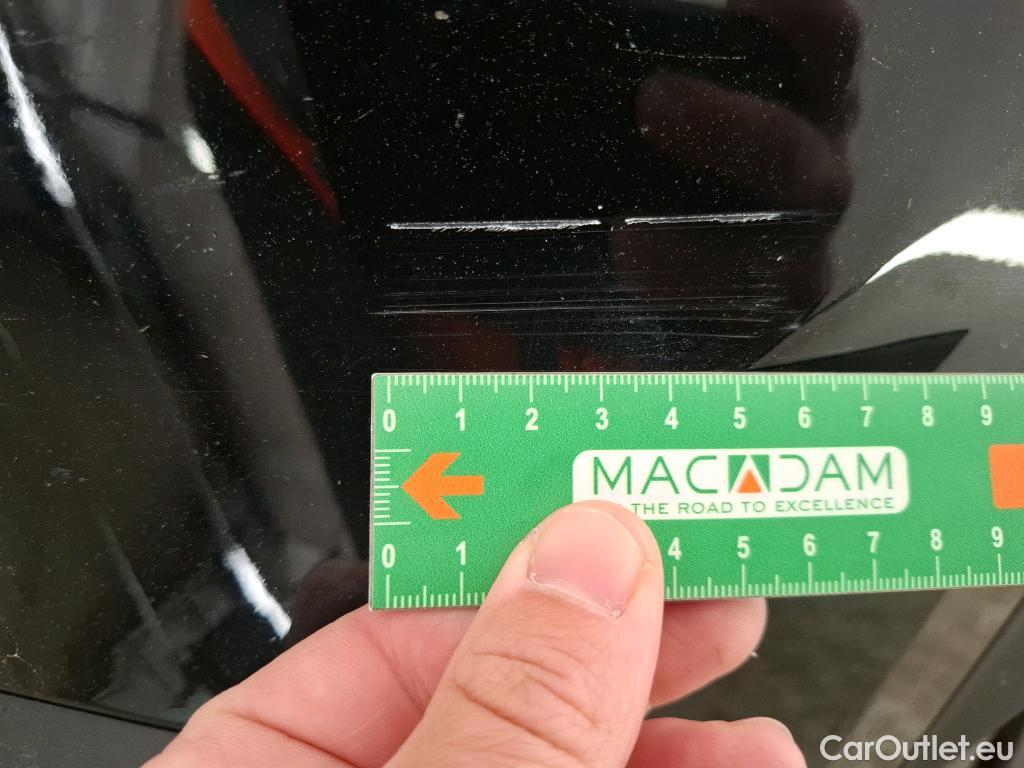 0 1 2 3 4 5 6 7 8 9
MACADAM
THE ROAD TO EXCELLENCE
0 1 4 5 6 7 8 9
CarOutlet.eu